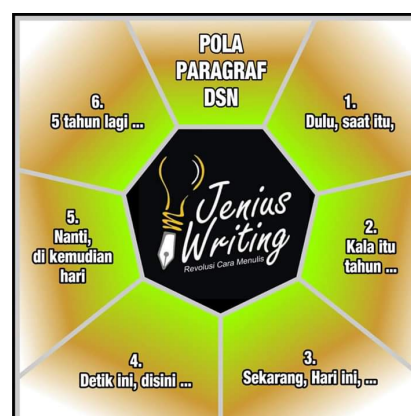 POLA
PARAGRAF
DSN
1.
Dulu, saat itu,
2.
Kala itu
tahun ...
3.
Sekarang, Hari ini, ...
4.
Detik ini, disini ...
5.
Nanti,
di kemudian
hari
6.
5 tahun lagi ...
Jenius
Writing
Revolusi Cara Menulis